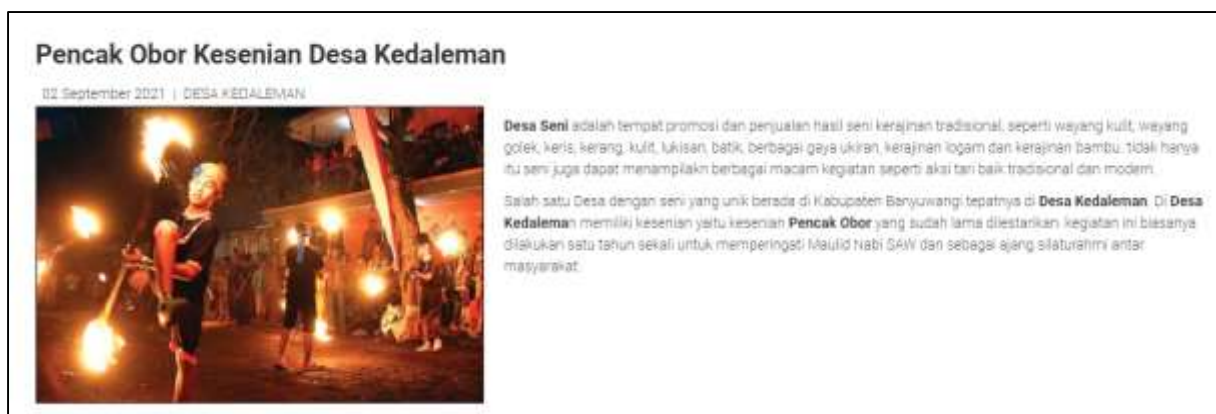 Pencak Obor Kesenian Desa Kedaleman
02 September 2021 | DESA KEDALEMAN
Desa Seni adalah tempat promosi dan penjualan hasil seni kerajinan tradisional, seperti wayang kulit, wayang
golek, keris, kerang, kulit, lukisan, batik, berbagai gaya ukiran, kerajinan logam dan kerajinan bambu, tidak hanya
itu seni juga dapat menampilakn berbagai macam kegiatan seperti aksi tari baik tradisional dan modern.
Salah satu Desa dengan seni yang unik berada di Kabupaten Banyuwangi tepatnya di Desa Kedaleman. Di Desa
Kedaleman memiliki kesenian yaitu kesenian Pencak Obor yang sudah lama dilestarikan. kegiatan ini biasanya
dilakukan satu tahun sekali untuk memperingati Maulid Nabi SAW dan sebagai ajang silaturahmi antar
masyarakat.